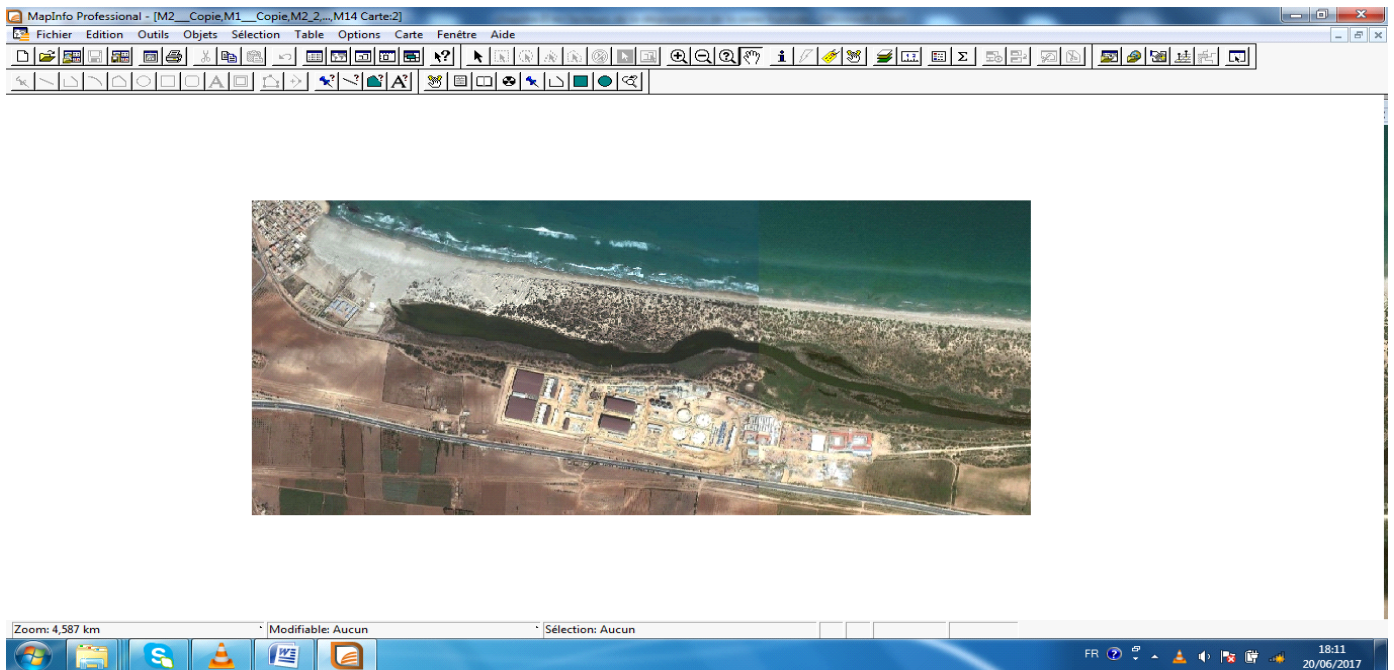 MapInfo Professional - [M2___Copie,M1___Copie,M2_2,...,M14 Carte:2]
Fichier Edition Outils Objets Sélection Table Options Carte Fenêtre Aide
Zoom: 4,587 km
Modifiable: Aucun
Sélection: Aucun
FR
18:11
20/06/2017